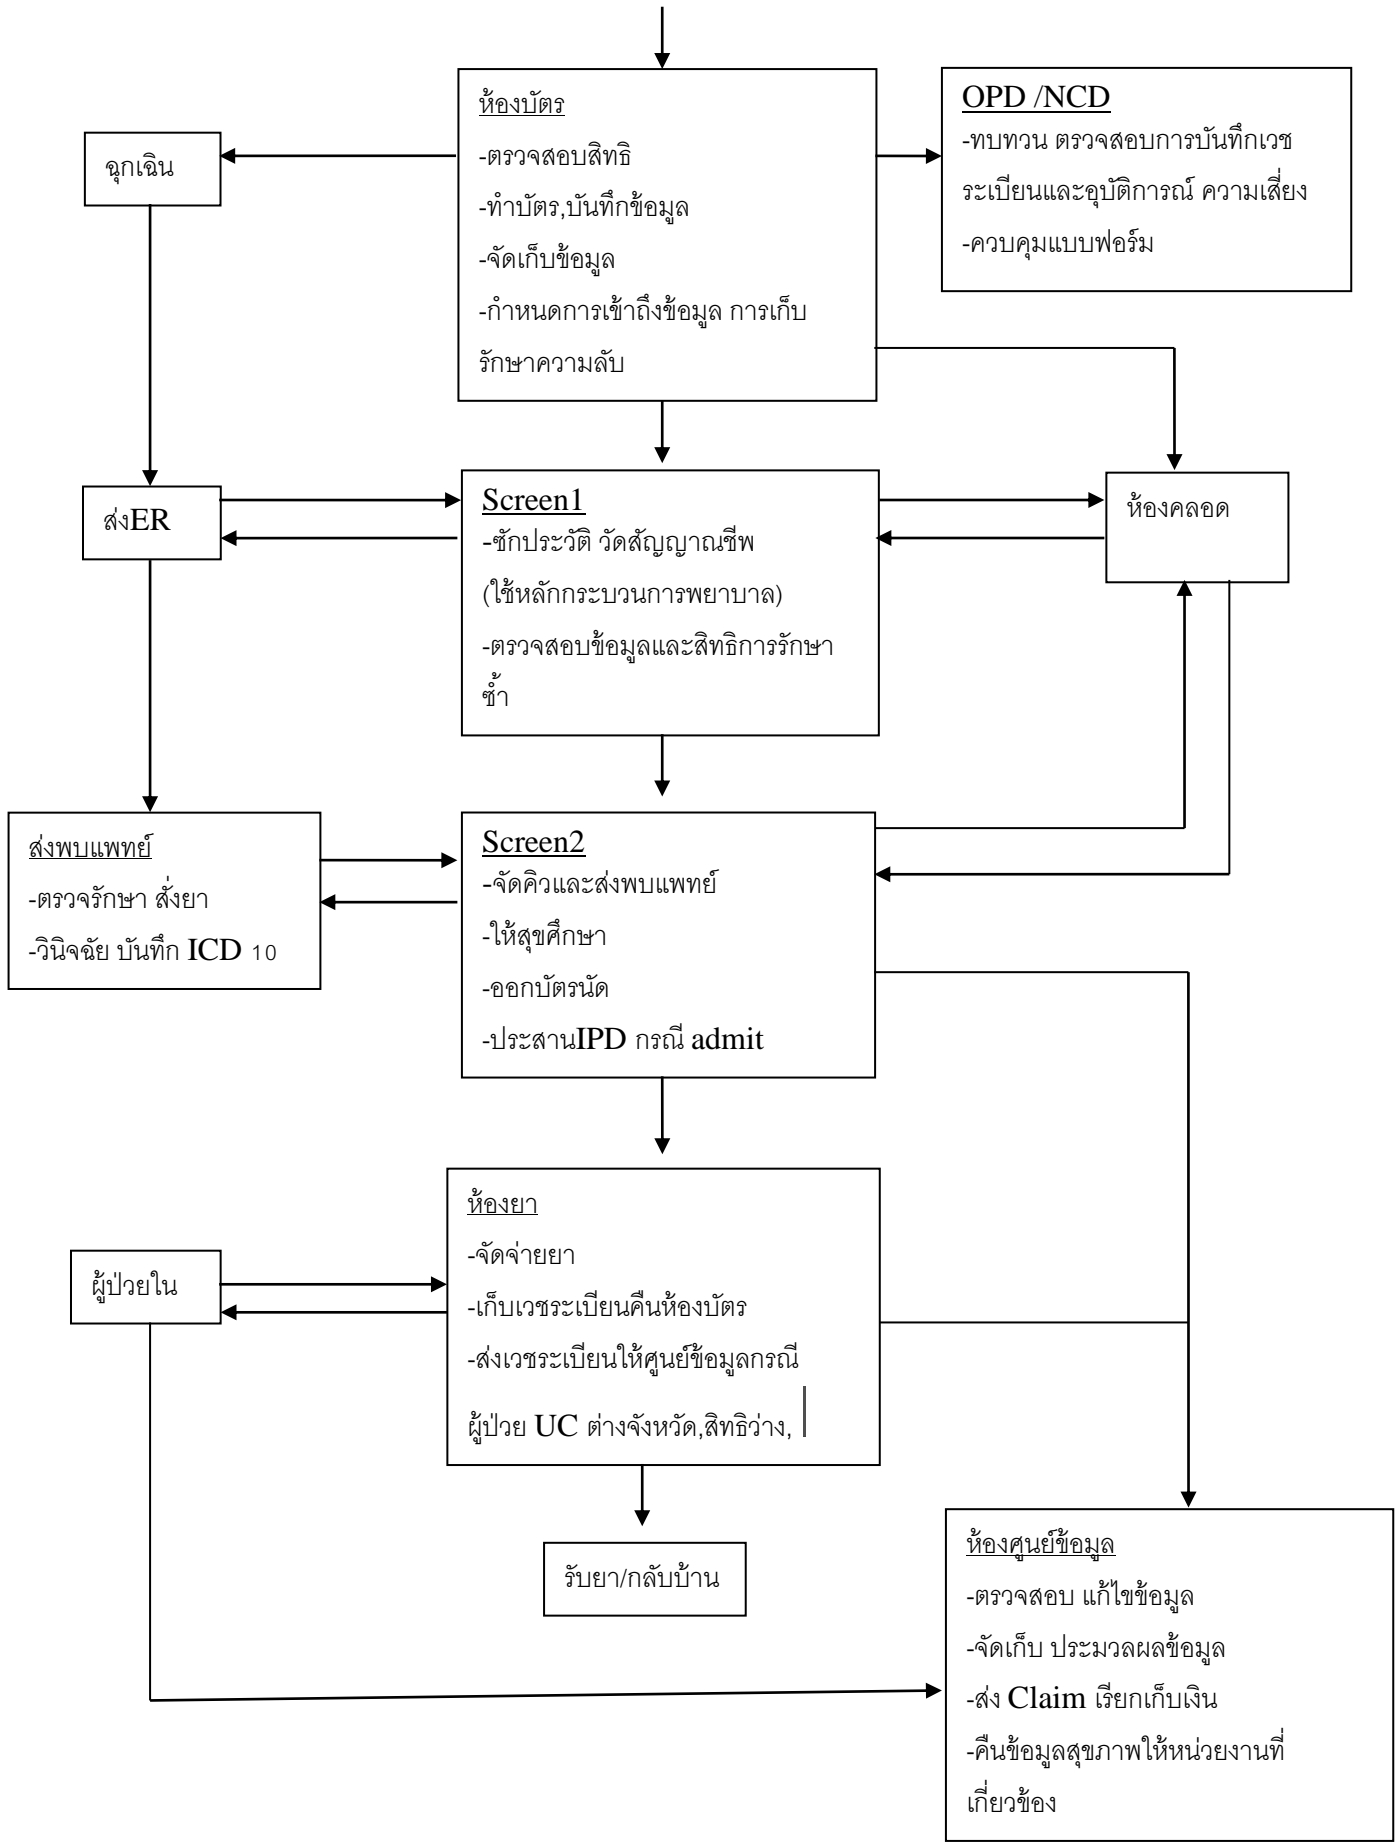 ห้องบัตร
-ตรวจสอบสิทธิ
-ทำบัตร,บันทึกข้อมูล
-จัดเก็บข้อมูล
-กำหนดการเข้าถึงข้อมูล การเก็บ
รักษาความลับ
OPD /NCD
-ทบทวน ตรวจสอบการบันทึกเวช
ระเบียนและอุบัติการณ์ ความเสี่ยง
-ควบคุมแบบฟอร์ม
ฉุกเฉิน
ส่งER
Screen1
-ซักประวัติ วัดสัญญาณชีพ
(ใช้หลักกระบวนการพยาบาล)
-ตรวจสอบข้อมูลและสิทธิการรักษา
ซ้ำ
ห้องคลอด
ส่งพบแพทย์
-ตรวจรักษา สั่งยา
-วินิจฉัย บันทึก ICD 10
Screen2
-จัดคิวและส่งพบแพทย์
-ให้สุขศึกษา
-ออกบัตรนัด
-ประสานIPD กรณี admit
ห้องยา
-จัดจ่ายยา
-เก็บเวชระเบียนคืนห้องบัตร
-ส่งเวชระเบียนให้ศูนย์ข้อมูลกรณี
ผู้ป่วย UC ต่างจังหวัด,สิทธิว่าง,
ผู้ป่วยใน
รับยา/กลับบ้าน
ห้องศูนย์ข้อมูล
-ตรวจสอบ แก้ไขข้อมูล
-จัดเก็บ ประมวลผลข้อมูล
-ส่ง Claim เรียกเก็บเงิน
-คืนข้อมูลสุขภาพให้หน่วยงานที่
เกี่ยวข้อง